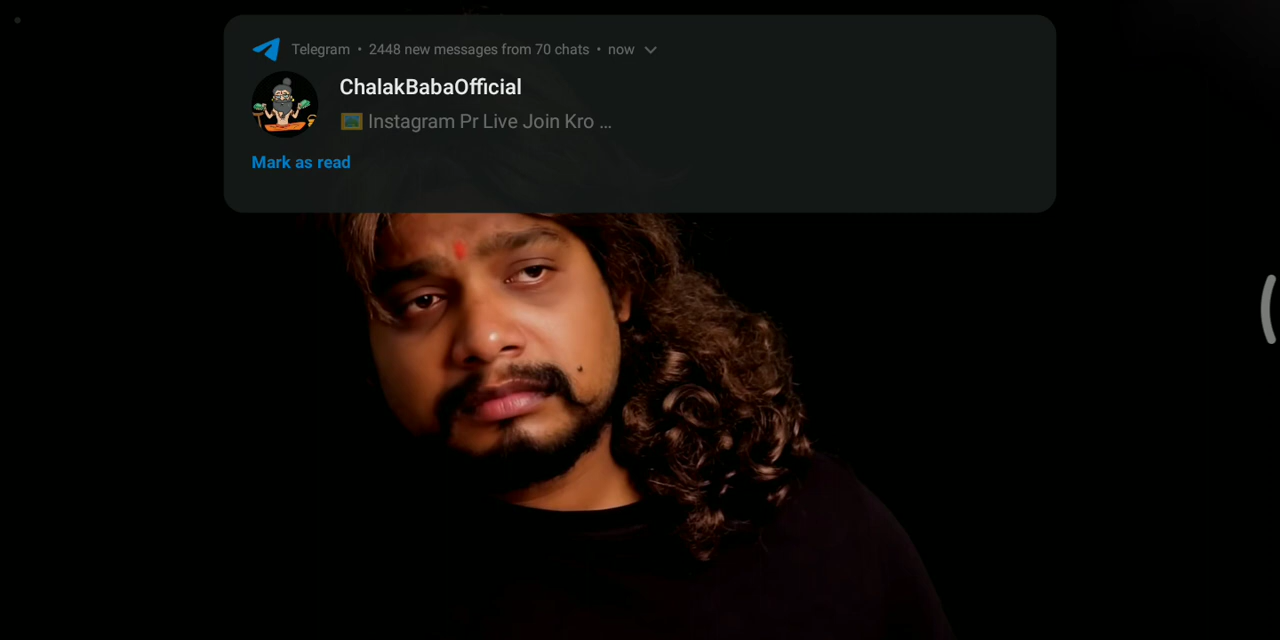 Telegram • 2448 new messages from 70 chats • now
ChalakBabaOfficial
Instagram Pr Live Join Kro ...
Mark as read